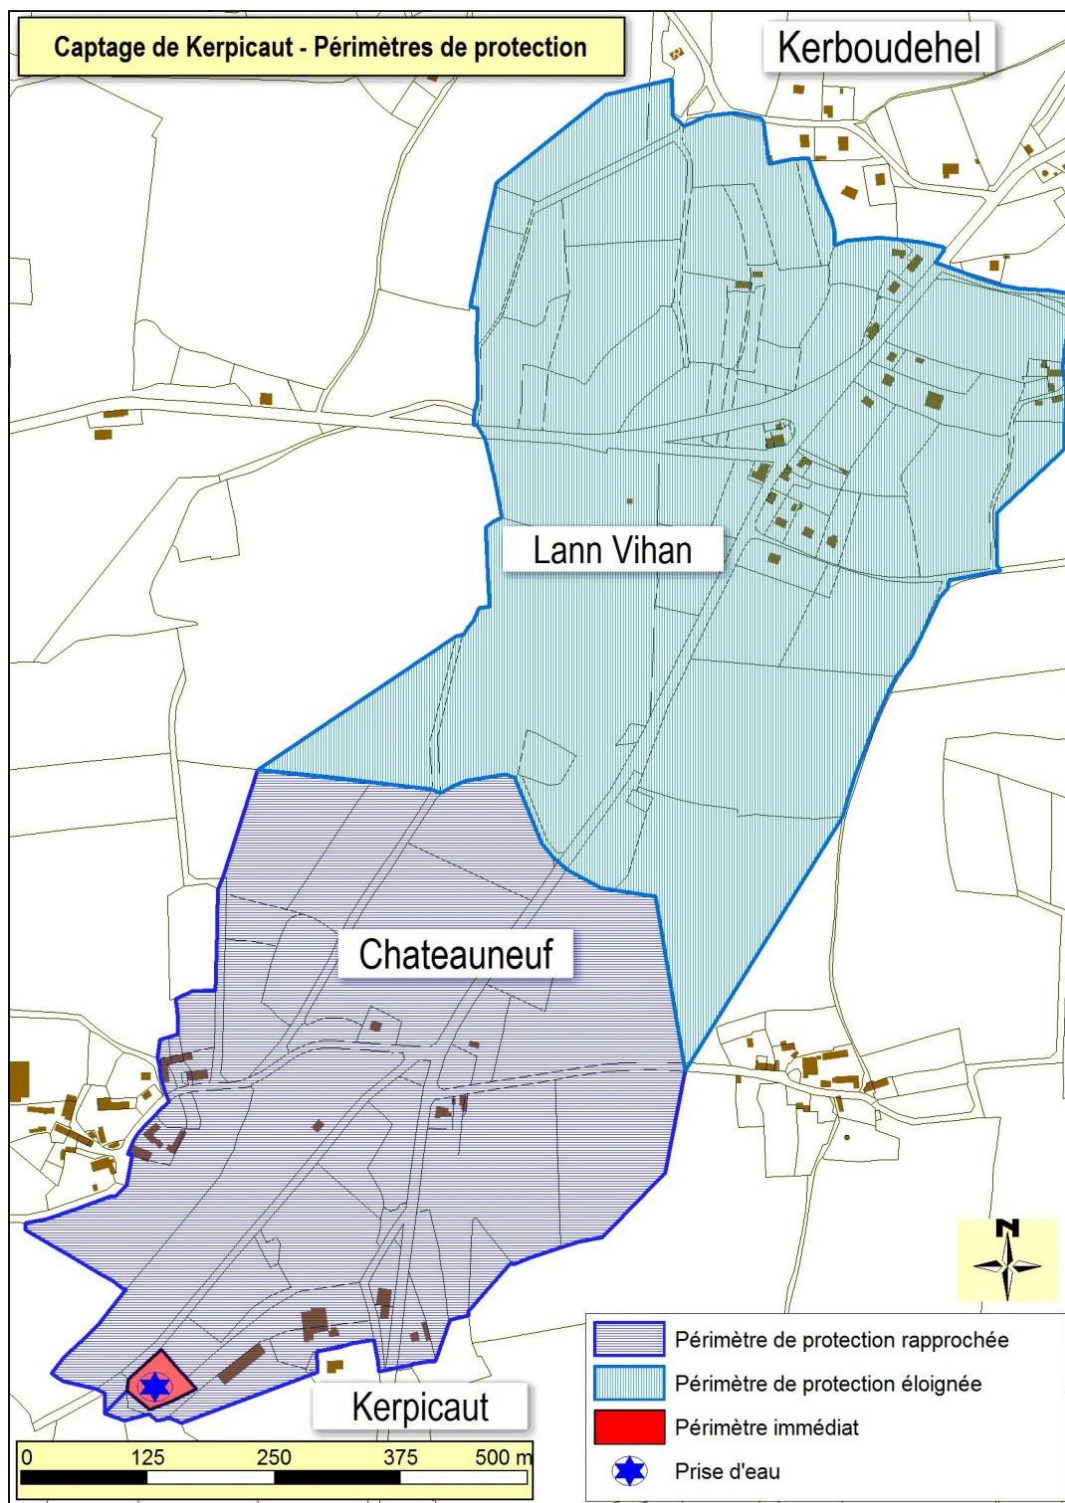 Captage de Kerpicaut - Périmètres de protection
Kerboudehel
Lann Vihan
Chateauneuf
N
Périmètre de protection rapprochée
Périmètre de protection éloignée
Périmètre immédiat
Prise d'eau
Kerpicaut
0 125 250 375 500 m